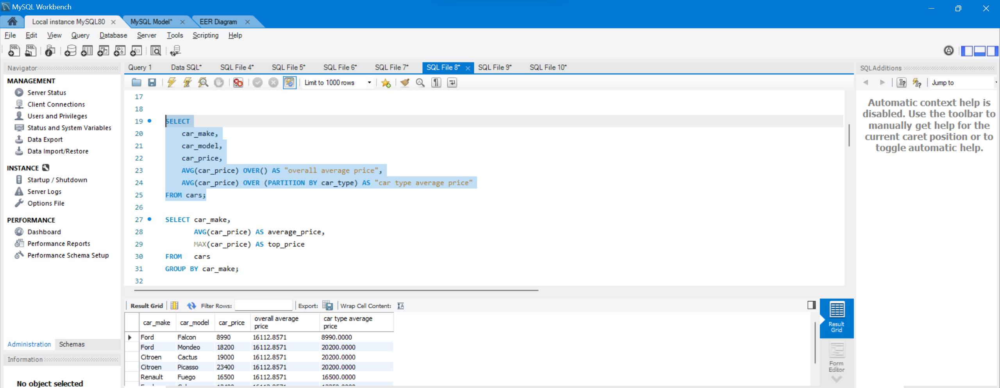 MySQL Workbench
Local instance MySQL80 MySQL Model* EER Diagram
File Edit View Query Database Server Tools Scripting Help
Navigator
MANAGEMENT
Server Status
Client Connections
Users and Privileges
Status and System Variables
Data Export
Data Import/Restore
INSTANCE
Startup / Shutdown
Server Logs
Options File
PERFORMANCE
Dashboard
Performance Reports
Performance Schema Setup
Administration Schemas
Information
No object selected
Query 1 Data SQL* SQL File 4* SQL File 5* SQL File 6* SQL File 7* SQL File 8* SQL File 9* SQL File 10*
Limit to 1000 rows
17
18
19 SELECT
20 car_make,
21 car_model,
22 car_price,
23 AVG(car_price) OVER() AS "overall average price",
24 AVG(car_price) OVER (PARTITION BY car_type) AS "car type average price"
25 FROM cars;
26
27 SELECT car_make,
28 AVG(car_price) AS average_price,
29 MAX(car_price) AS top_price
30 FROM cars
31 GROUP BY car_make;
32
Result Grid Filter Rows: Export: Wrap Cell Content:
car_make car_model car_price overall average price car type average price
Ford Falcon 8990 16112.8571 8990.0000
Ford Mondeo 18200 16112.8571 20200.0000
Citroen Cactus 19000 16112.8571 20200.0000
Citroen Picasso 23400 16112.8571 20200.0000
Renault Fuego 16500 16112.8571 16500.0000
Result
Grid
Form
Editor
SQLAdditions
Jump to
Automatic context help is
disabled. Use the toolbar to
manually get help for the
current caret position or to
toggle automatic help.